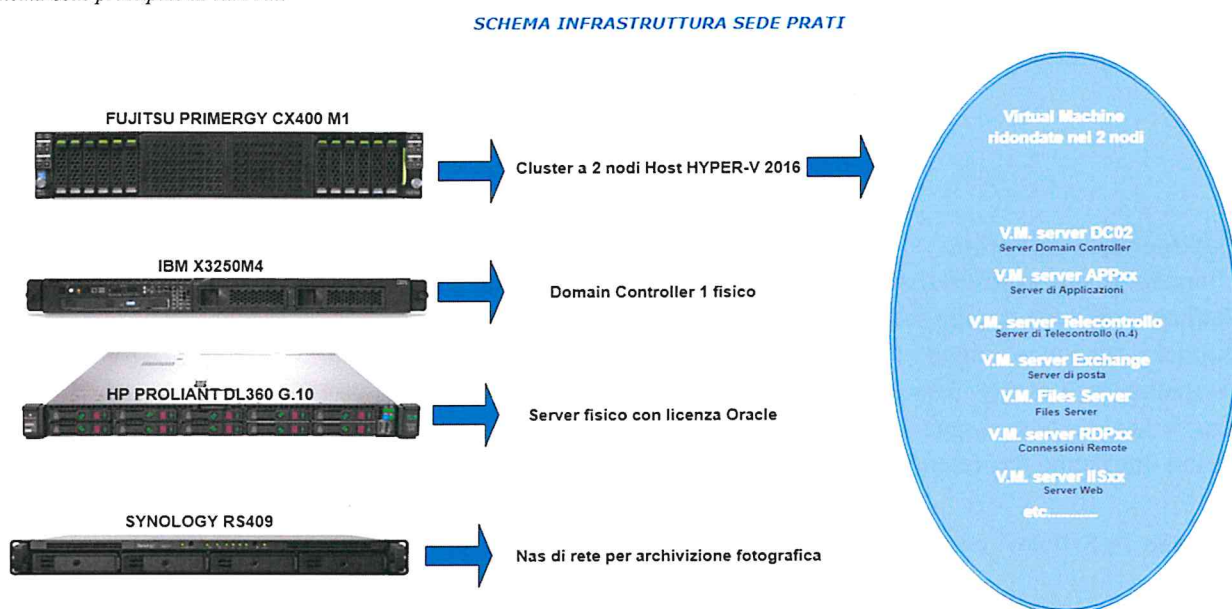 SCHEMA INFRASTRUTTURA SEDE PRATI
FUJITSU PRIMERGY CX400 M1
Cluster a 2 nodi Host HYPER-V 2016
IBM X3250M4
Domain Controller 1 fisico
HP PROLIANT DL360 G.10
Server fisico con licenza Oracle
SYNOLOGY RS409
Nas di rete per archivizione fotografica
Virtual Machine
ridondate nei 2 nodi
V.M. server DC02
Server Domain Controller
V.M. server APPxx
Server di Applicazioni
V.M. server Telecontrollo
Server di Telecontrollo (n.4)
V.M. server Exchange
Server di posta
V.M. Files Server
Files Server
V.M. server RDPxx
Connessioni Remote
V.M. server IISxx
Server Web
etc...........